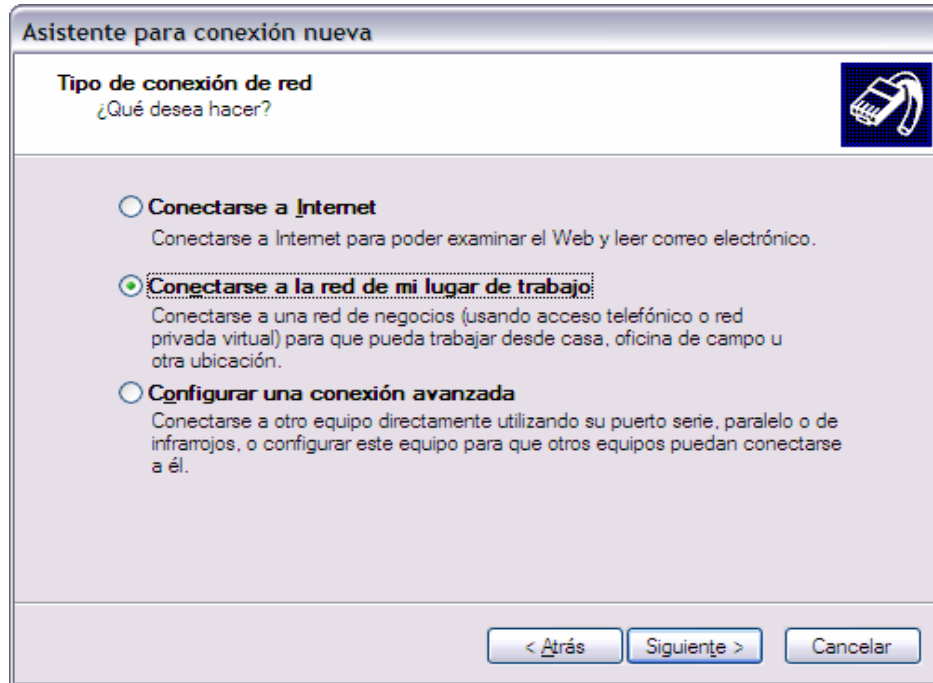 Asistente para conexión nueva
Tipo de conexión de red
¿Qué desea hacer?
Conectarse a Internet
Conectarse a Internet para poder examinar el Web y leer correo electrónico.
Conectarse a la red de mi lugar de trabajo
Conectarse a una red de negocios (usando acceso telefónico o red
privada virtual) para que pueda trabajar desde casa, oficina de campo u
otra ubicación.
Configurar una conexión avanzada
Conectarse a otro equipo directamente utilizando su puerto serie, paralelo o de
infrarrojos, o configurar este equipo para que otros equipos puedan conectarse
a él.
< Atrás Siguiente > Cancelar